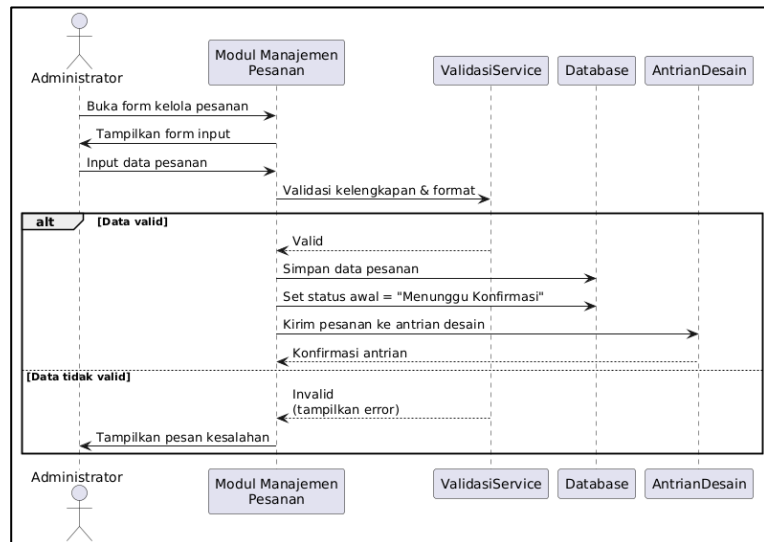 Administrator
Modul Manajemen
Pesanan
ValidasiService
Database
AntrianDesain
Buka form kelola pesanan
Tampilkan form input
Input data pesanan
Validasi kelengkapan & format
alt
[Data valid]
Valid
Simpan data pesanan
Set status awal = "Menunggu Konfirmasi"
Kirim pesanan ke antrian desain
Konfirmasi antrian
[Data tidak valid]
Invalid
(tampilkan error)
Tampilkan pesan kesalahan
Administrator
Modul Manajemen
Pesanan
ValidasiService
Database
AntrianDesain